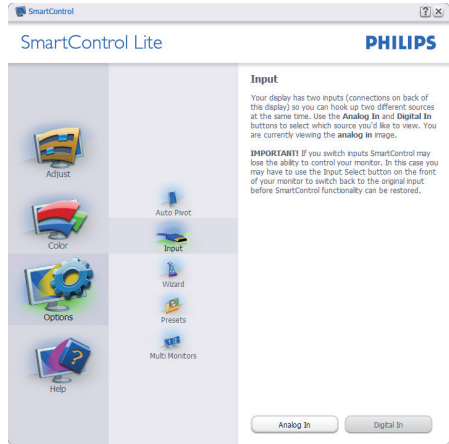 SmartControl
SmartControl Lite
PHILIPS
Adjust
Color
Options
Help
Auto Pivot
Input
Wizard
Presets
Multi Monitors
Input
Your display has two inputs (connections on back of
this display) so you can hook up two different sources
at the same time. Use the Analog In and Digital In
buttons to select which source you'd like to view. You
are currently viewing the analog in image.
IMPORTANT! If you switch inputs SmartControl may
lose the ability to control your monitor. In this case you
may have to use the Input Select button on the front
of your monitor to switch back to the original input
before SmartControl functionality can be restored.
Analog In
Digital In